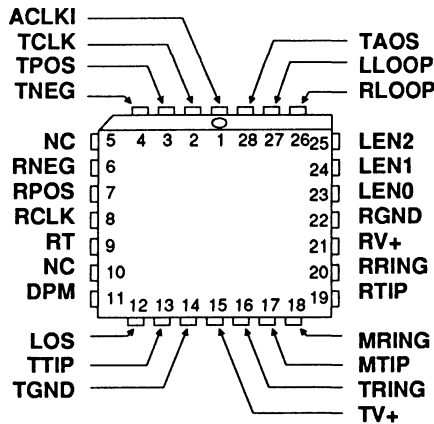 ACLKI
TCLK
TPOS
TNEG
TAOS
LLOOP
RLOOP
4 3 2 1 28 27 26
NC 5 25 LEN2
RNEG 6 24 LEN1
RPOS 7 23 LEN0
RCLK 8 22 RGND
RT 9 21 RV+
NC 10 20 RRING
DPM 11 19 RTIP
12 13 14 15 16 17 18
LOS
TTIP
TGND
MRING
MTIP
TRING
TV+